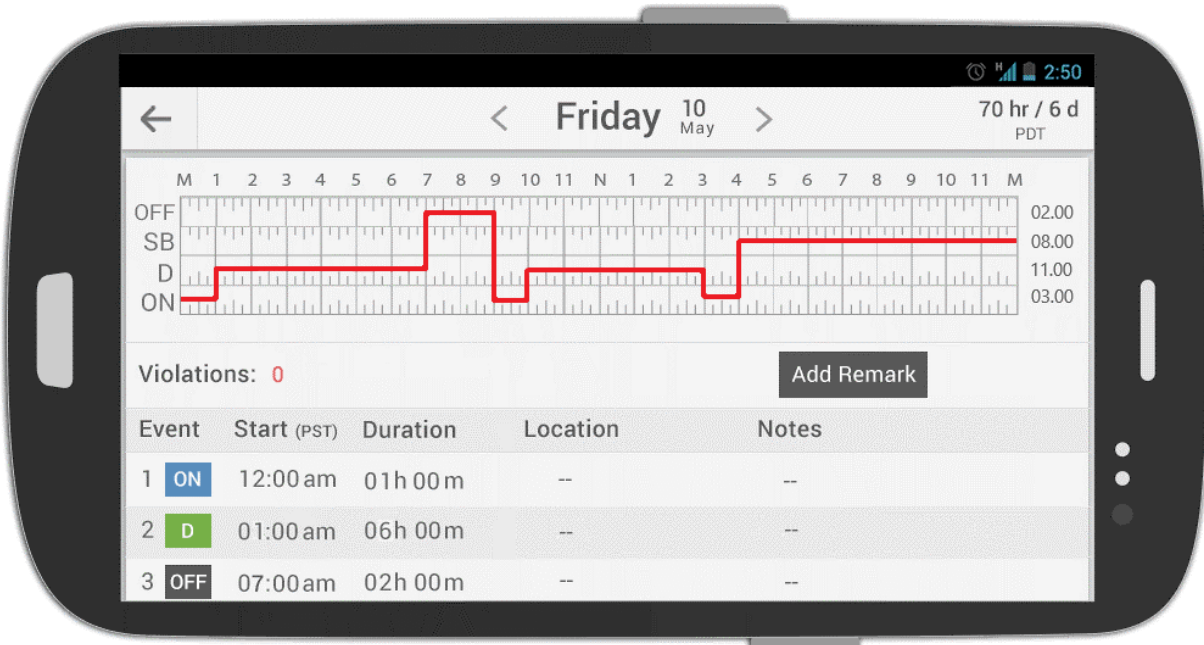 H 2:50
Friday 10 May 70 hr / 6 d
PDT
M 1 2 3 4 5 6 7 8 9 10 11 N 1 2 3 4 5 6 7 8 9 10 11 M
OFF 02.00
SB 08.00
D 11.00
ON 03.00
Violations: 0 Add Remark
Event Start (PST) Duration Location Notes
1 ON 12:00 am 01h 00m -- --
2 D 01:00 am 06h 00m -- --
3 OFF 07:00 am 02h 00m -- --